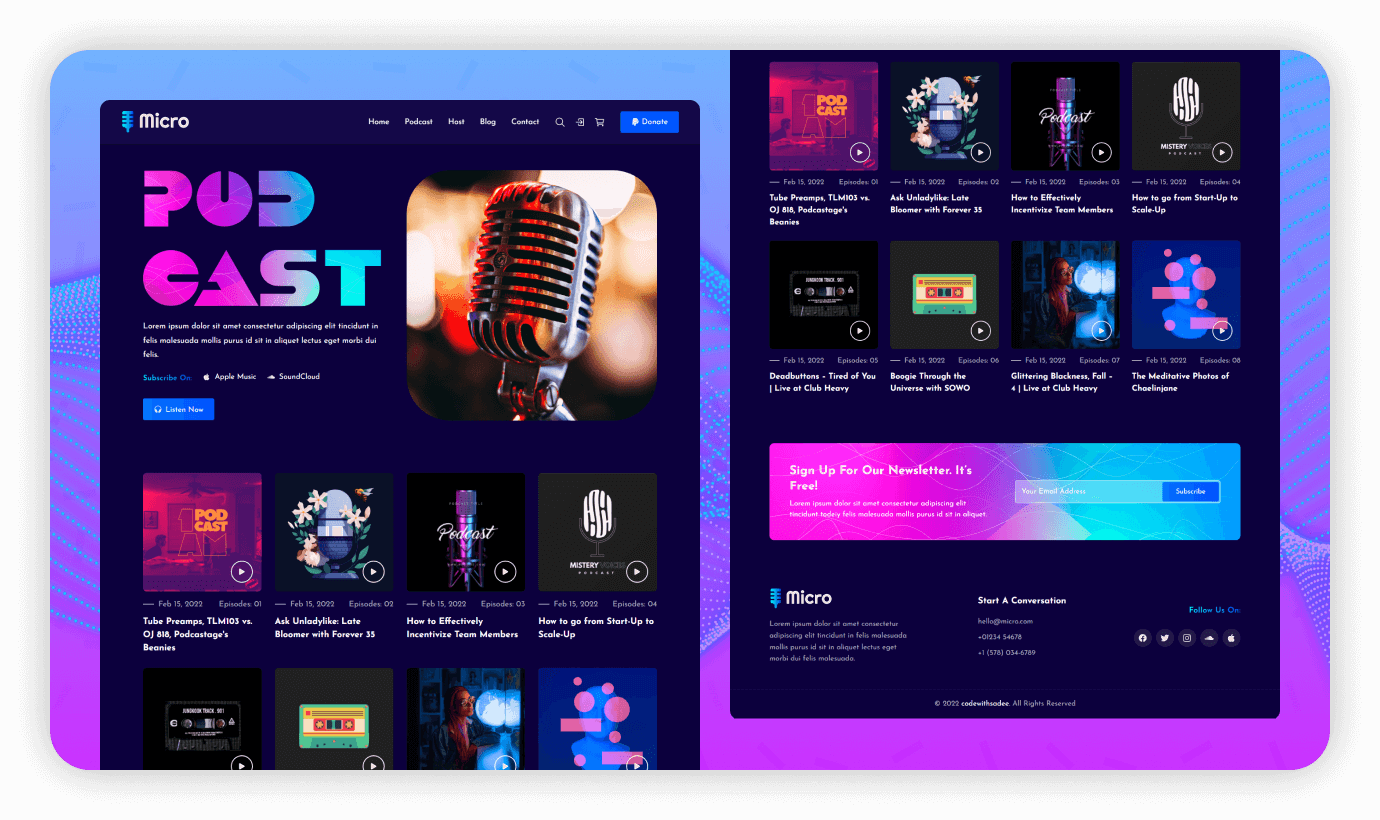 Micro
Home Podcast Host Blog Contact Donate
POD
CAST
Lorem ipsum dolor sit amet consectetur adipiscing elit tincidunt in
felis malesuada mollis purus id sit in aliquet lectus eget morbi dui
felis.
Subscribe On: Apple Music SoundCloud
Listen Now
POD
CAST
Podcast
MISTERY VOICES
PODCAST
Feb 15, 2022 Episodes: 01
Tube Preamps, TLM103 vs.
OJ 818, Podcastage's
Beanies
Feb 15, 2022 Episodes: 02
Ask Unladylike: Late
Bloomer with Forever 35
Feb 15, 2022 Episodes: 03
How to Effectively
Incentivize Team Members
Feb 15, 2022 Episodes: 04
How to go from Start-Up to
Scale-Up
JUNGKOOK TRACK . 901
POD
CAST
Podcast
MISTERY VOICES
PODCAST
Feb 15, 2022 Episodes: 01
Tube Preamps, TLM103 vs.
OJ 818, Podcastage's
Beanies
Feb 15, 2022 Episodes: 02
Ask Unladylike: Late
Bloomer with Forever 35
Feb 15, 2022 Episodes: 03
How to Effectively
Incentivize Team Members
Feb 15, 2022 Episodes: 04
How to go from Start-Up to
Scale-Up
JUNGKOOK TRACK . 901
Feb 15, 2022 Episodes: 05
Deadbuttons - Tired of You
| Live at Club Heavy
Feb 15, 2022 Episodes: 06
Boogie Through the
Universe with SOWO
Feb 15, 2022 Episodes: 07
Glittering Blackness, Fall -
4 | Live at Club Heavy
Feb 15, 2022 Episodes: 08
The Meditative Photos of
Chaelinjane
Sign Up For Our Newsletter. It's
Free!
Lorem ipsum dolor sit amet consectetur adipiscing elit
tincidunt todely felis malesuada mollis purus id sit in aliquet.
Your Email Address Subscribe
Micro
Lorem ipsum dolor sit amet consectetur
adipiscing elit tincidunt in felis malesuada
mollis purus id sit in aliquet lectus eget
morbi dui felis malesuada.
Start A Conversation
hello@micro.com
+01234 54678
+1 (578) 034-6789
Follow Us On:
© 2022 codewithsadee. All Rights Reserved